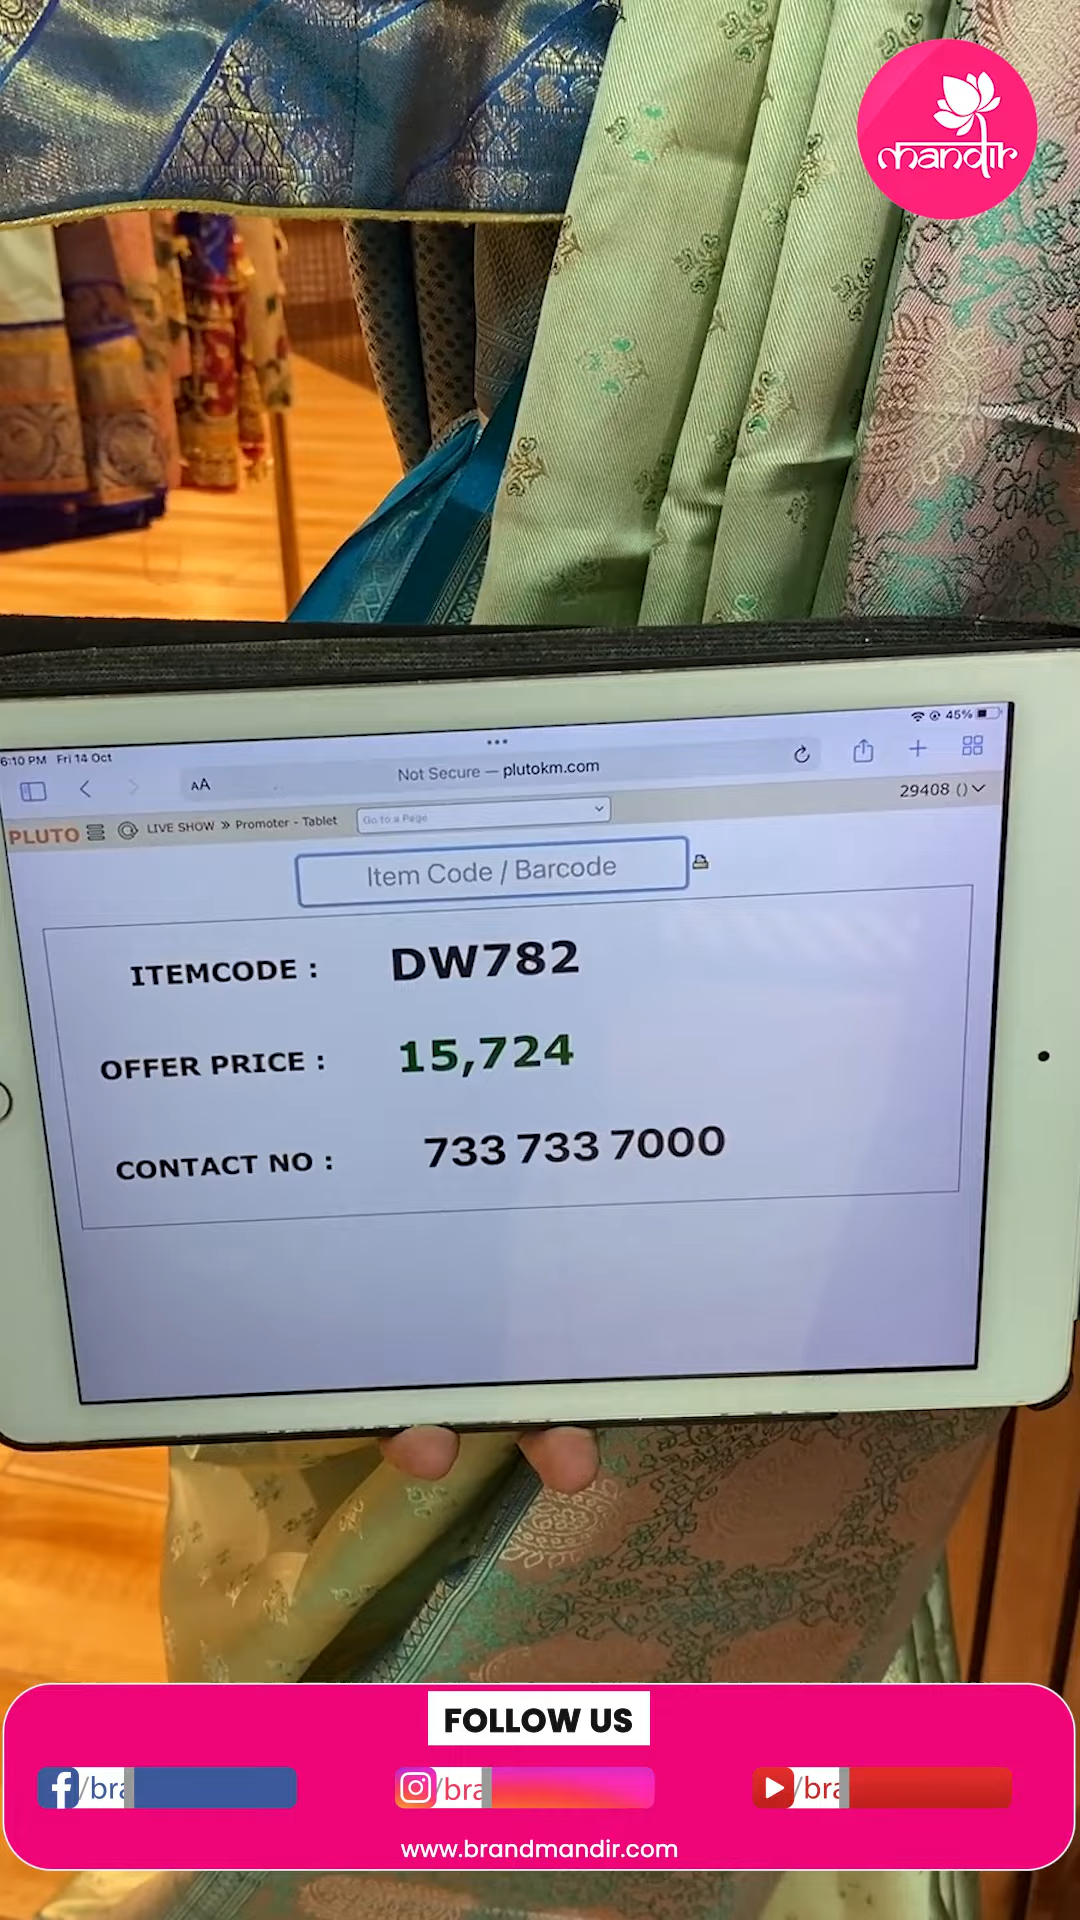 mandir
6:10 PM Fri 14 Oct
45%
AA
Not Secure — plutokm.com
29408 ()
PLUTO
LIVE SHOW » Promoter - Tablet
Go to a Page
Item Code / Barcode
ITEMCODE : DW782
OFFER PRICE : 15,724
CONTACT NO : 733 733 7000
FOLLOW US
/bra /bra /bra
www.brandmandir.com